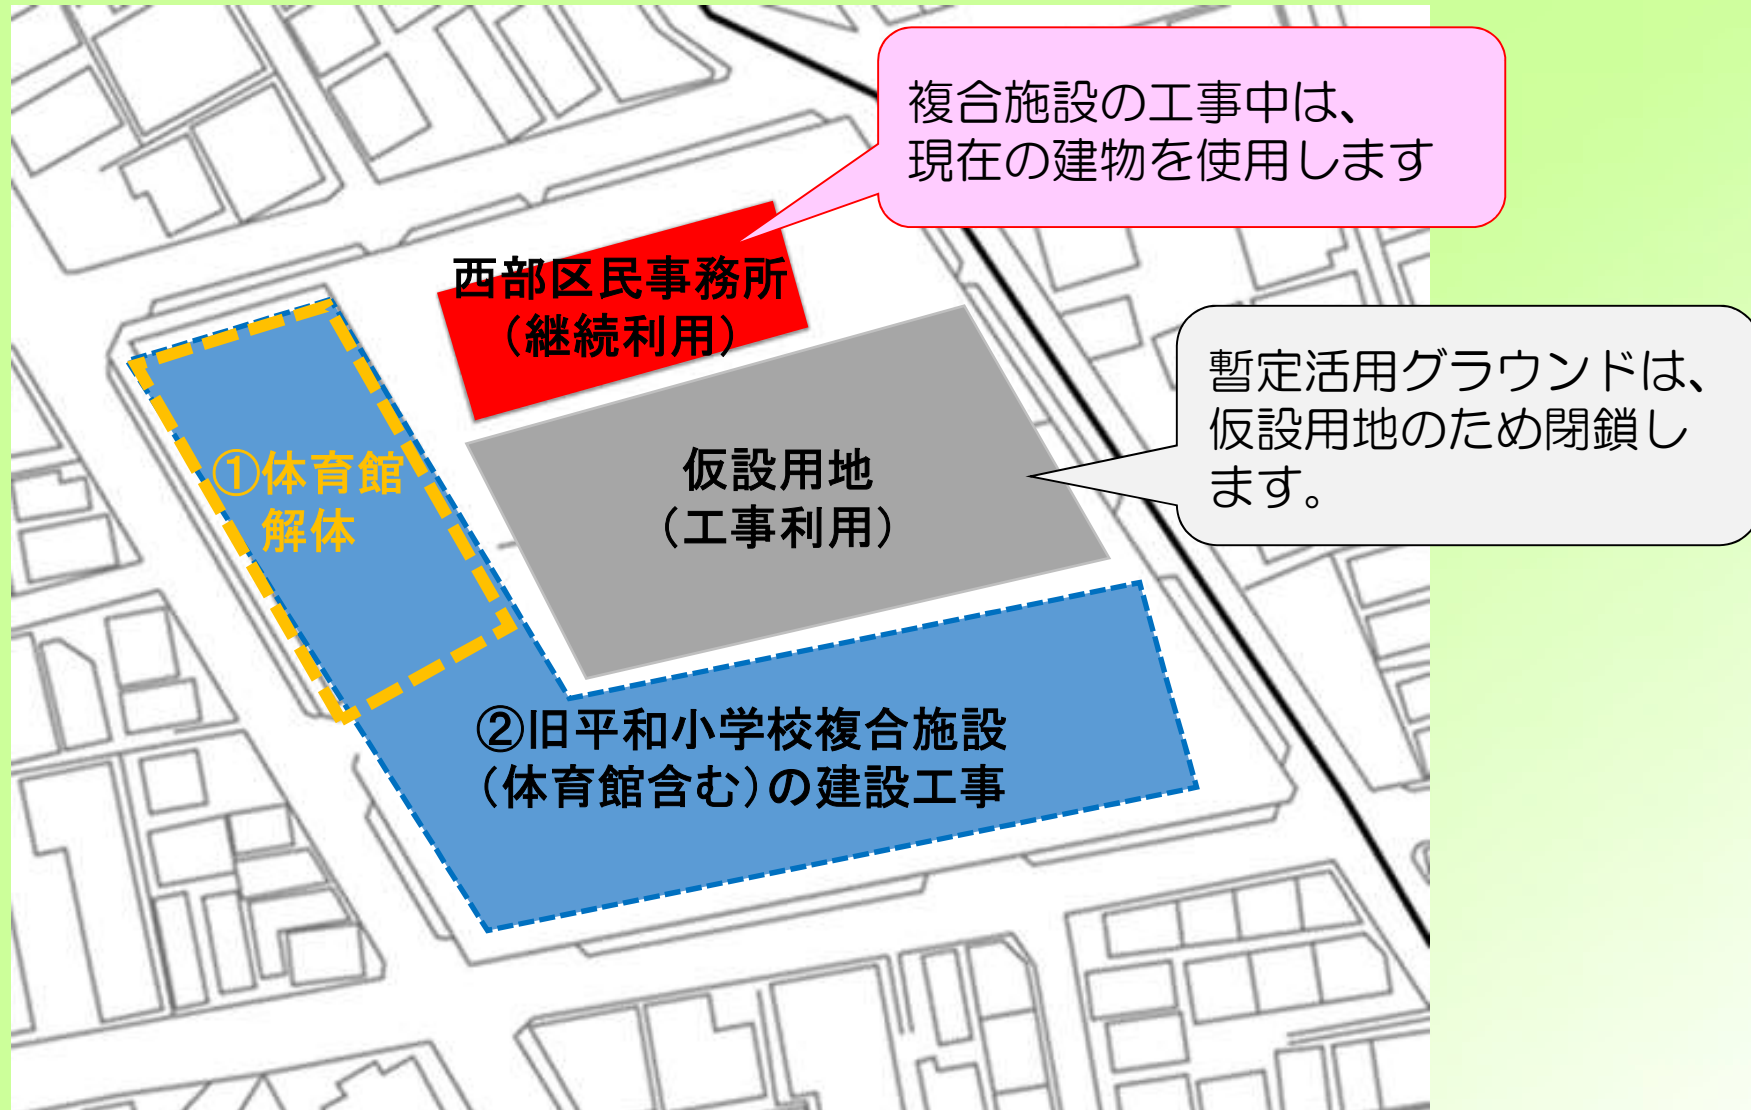 複合施設の工事中は、
現在の建物を使用します
西部区民事務所
（継続利用）
暫定活用グラウンドは、
仮設用地のため閉鎖し
ます。
①体育館
解体
仮設用地
（工事利用）
②旧平和小学校複合施設
（体育館含む）の建設工事